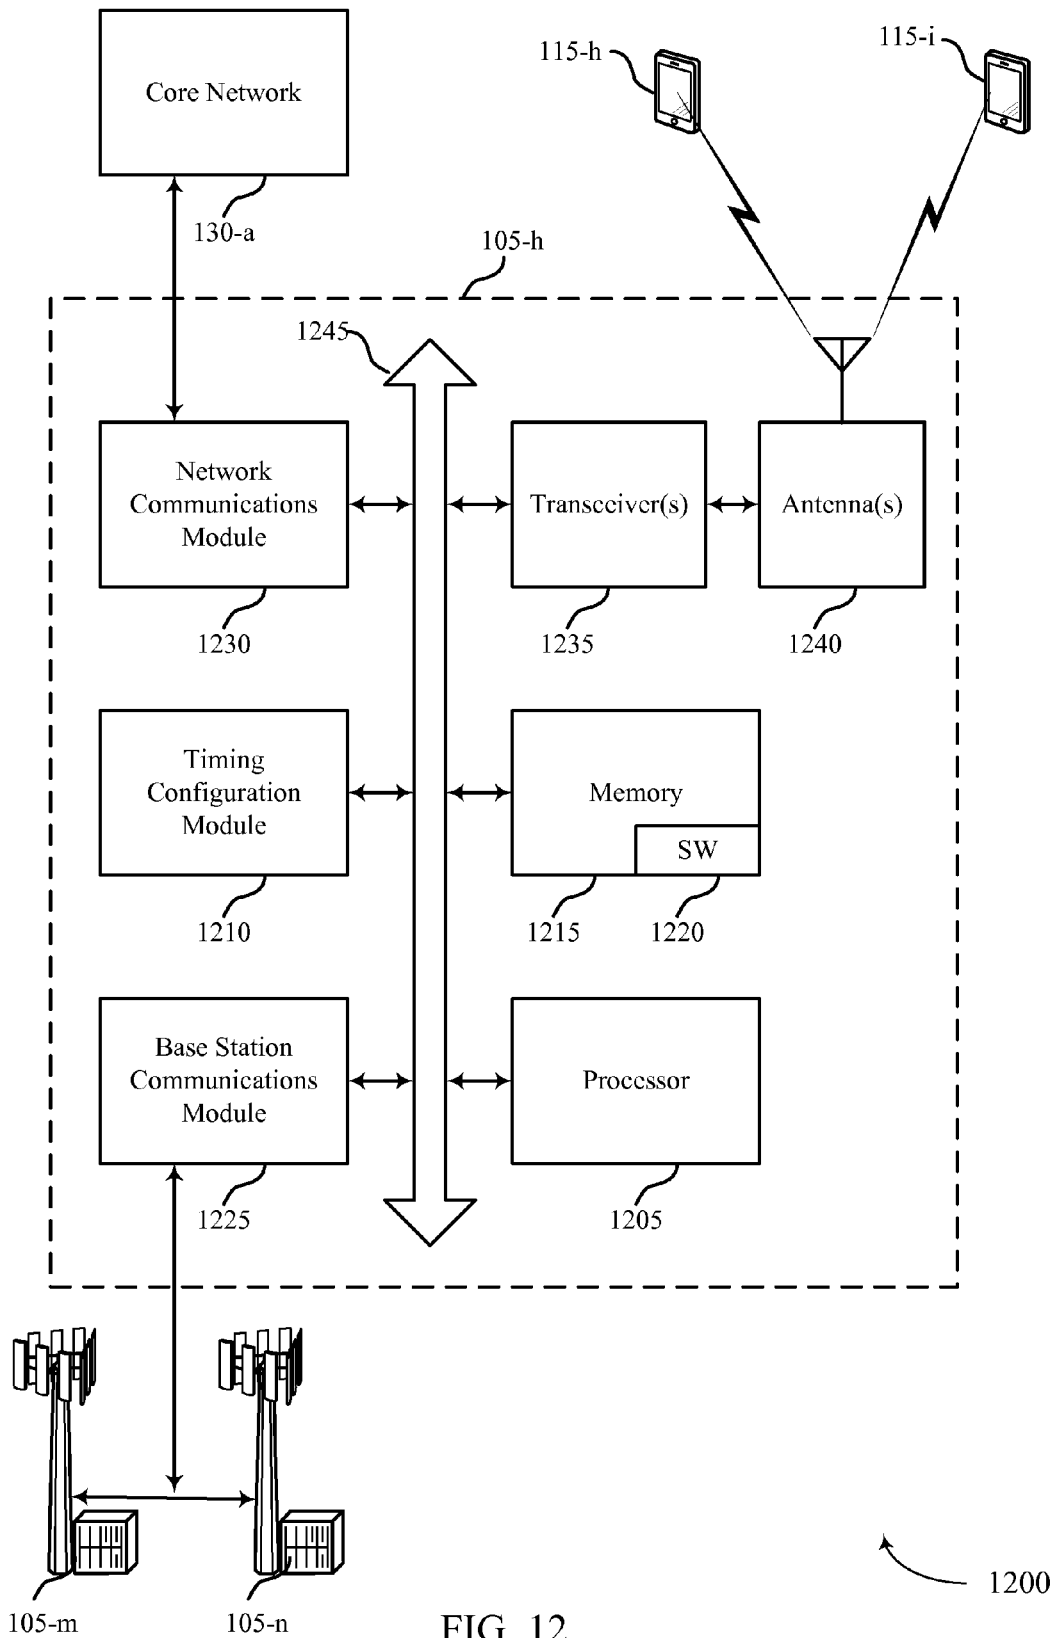 Core Network
130-a
115-h
115-i
105-h
1245
Network
Communications
Module
1230
Transceiver(s)
1235
Antenna(s)
1240
Timing
Configuration
Module
1210
Memory
SW
1215
1220
Base Station
Communications
Module
1225
Processor
1205
105-m
105-n
1200
FIG. 12